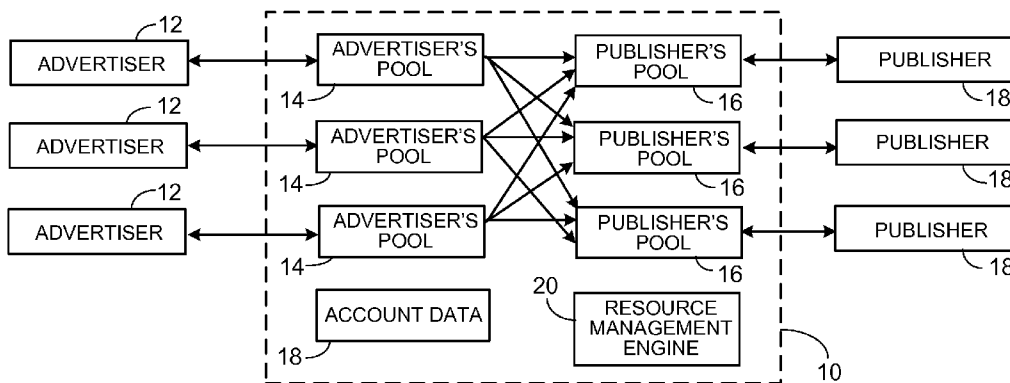 12
12
12
ADVERTISER
ADVERTISER
ADVERTISER
ADVERTISER'S
POOL
14
ADVERTISER'S
POOL
14
ADVERTISER'S
POOL
14
ACCOUNT DATA
18
PUBLISHER'S
POOL
16
PUBLISHER'S
POOL
16
PUBLISHER'S
POOL
16
20
RESOURCE
MANAGEMENT
ENGINE
10
PUBLISHER
18
PUBLISHER
18
PUBLISHER
18